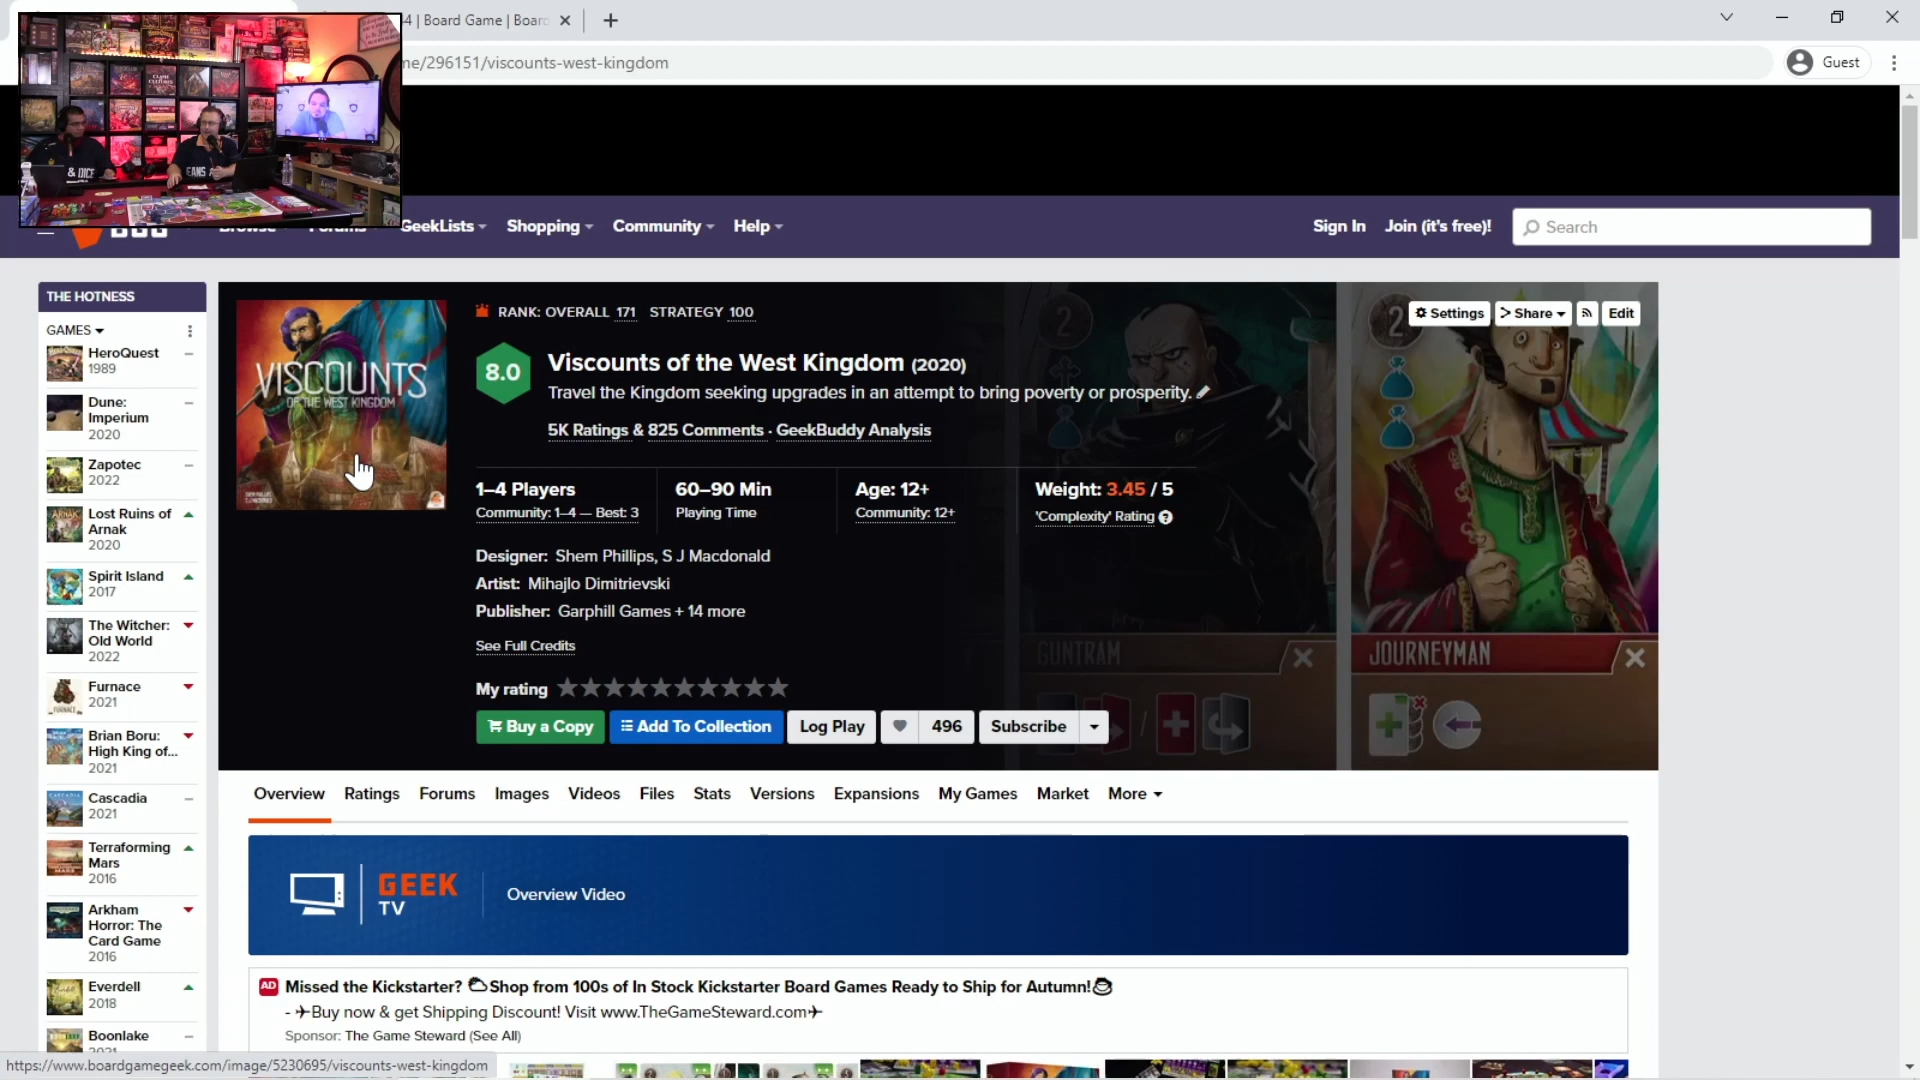 4 | Board Game | Board
ne/296151/viscounts-west-kingdom
Guest
& DICE
EANS
BGG
Browse
Forums
GeekLists
Shopping
Community
Help
Sign In
Join (it's free)!
Search
THE HOTNESS
GAMES
HeroQuest
1989
Dune:
Imperium
2020
Zapotec
2022
Lost Ruins of
Arnak
2020
Spirit Island
2017
The Witcher:
Old World
2022
Furnace
2021
Brian Boru:
High King of...
2021
Cascadia
2021
Terraforming
Mars
2016
Arkham
Horror: The
Card Game
2016
Everdell
2018
Boonlake
2021
VISCOUNTS
OF THE WEST KINGDOM
RANK: OVERALL 171 STRATEGY 100
8.0
Viscounts of the West Kingdom (2020)
Travel the Kingdom seeking upgrades in an attempt to bring poverty or prosperity.
5K Ratings & 825 Comments · GeekBuddy Analysis
1–4 Players
Community: 1–4 — Best: 3
60–90 Min
Playing Time
Age: 12+
Community: 12+
Weight: 3.45 / 5
'Complexity' Rating
Designer: Shem Phillips, S J Macdonald
Artist: Mihajlo Dimitrievski
Publisher: Garphill Games + 14 more
See Full Credits
My rating
Buy a Copy
Add To Collection
Log Play
496
Subscribe
Settings
Share
Edit
2
2
GUNTRAM
JOURNEYMAN
Overview
Ratings
Forums
Images
Videos
Files
Stats
Versions
Expansions
My Games
Market
More
GEEK
TV
Overview Video
AD Missed the Kickstarter? Shop from 100s of In Stock Kickstarter Board Games Ready to Ship for Autumn!
- ✈Buy now & get Shipping Discount! Visit www.TheGameSteward.com✈
Sponsor: The Game Steward (See All)
https://www.boardgamegeek.com/image/5230695/viscounts-west-kingdom